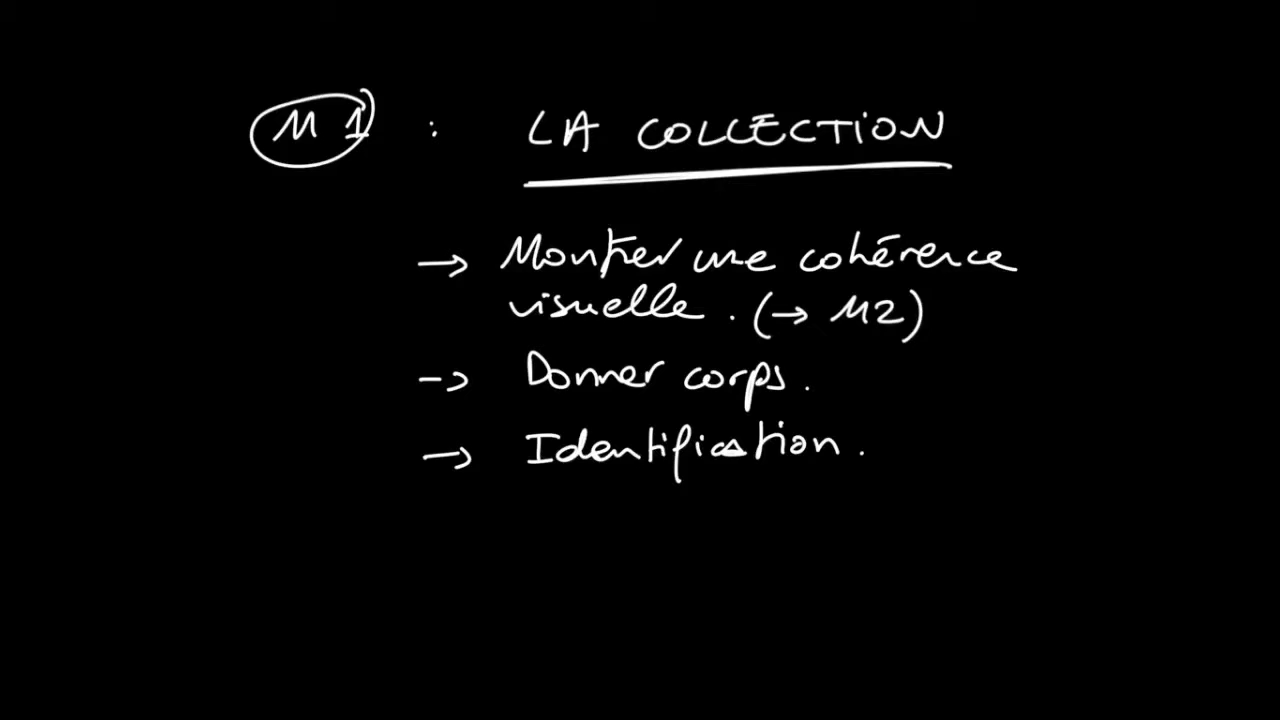 M1 : LA COLLECTION
→ Montrer une cohérence
visuelle. (→ M2)
→ Donner corps.
→ Identification.